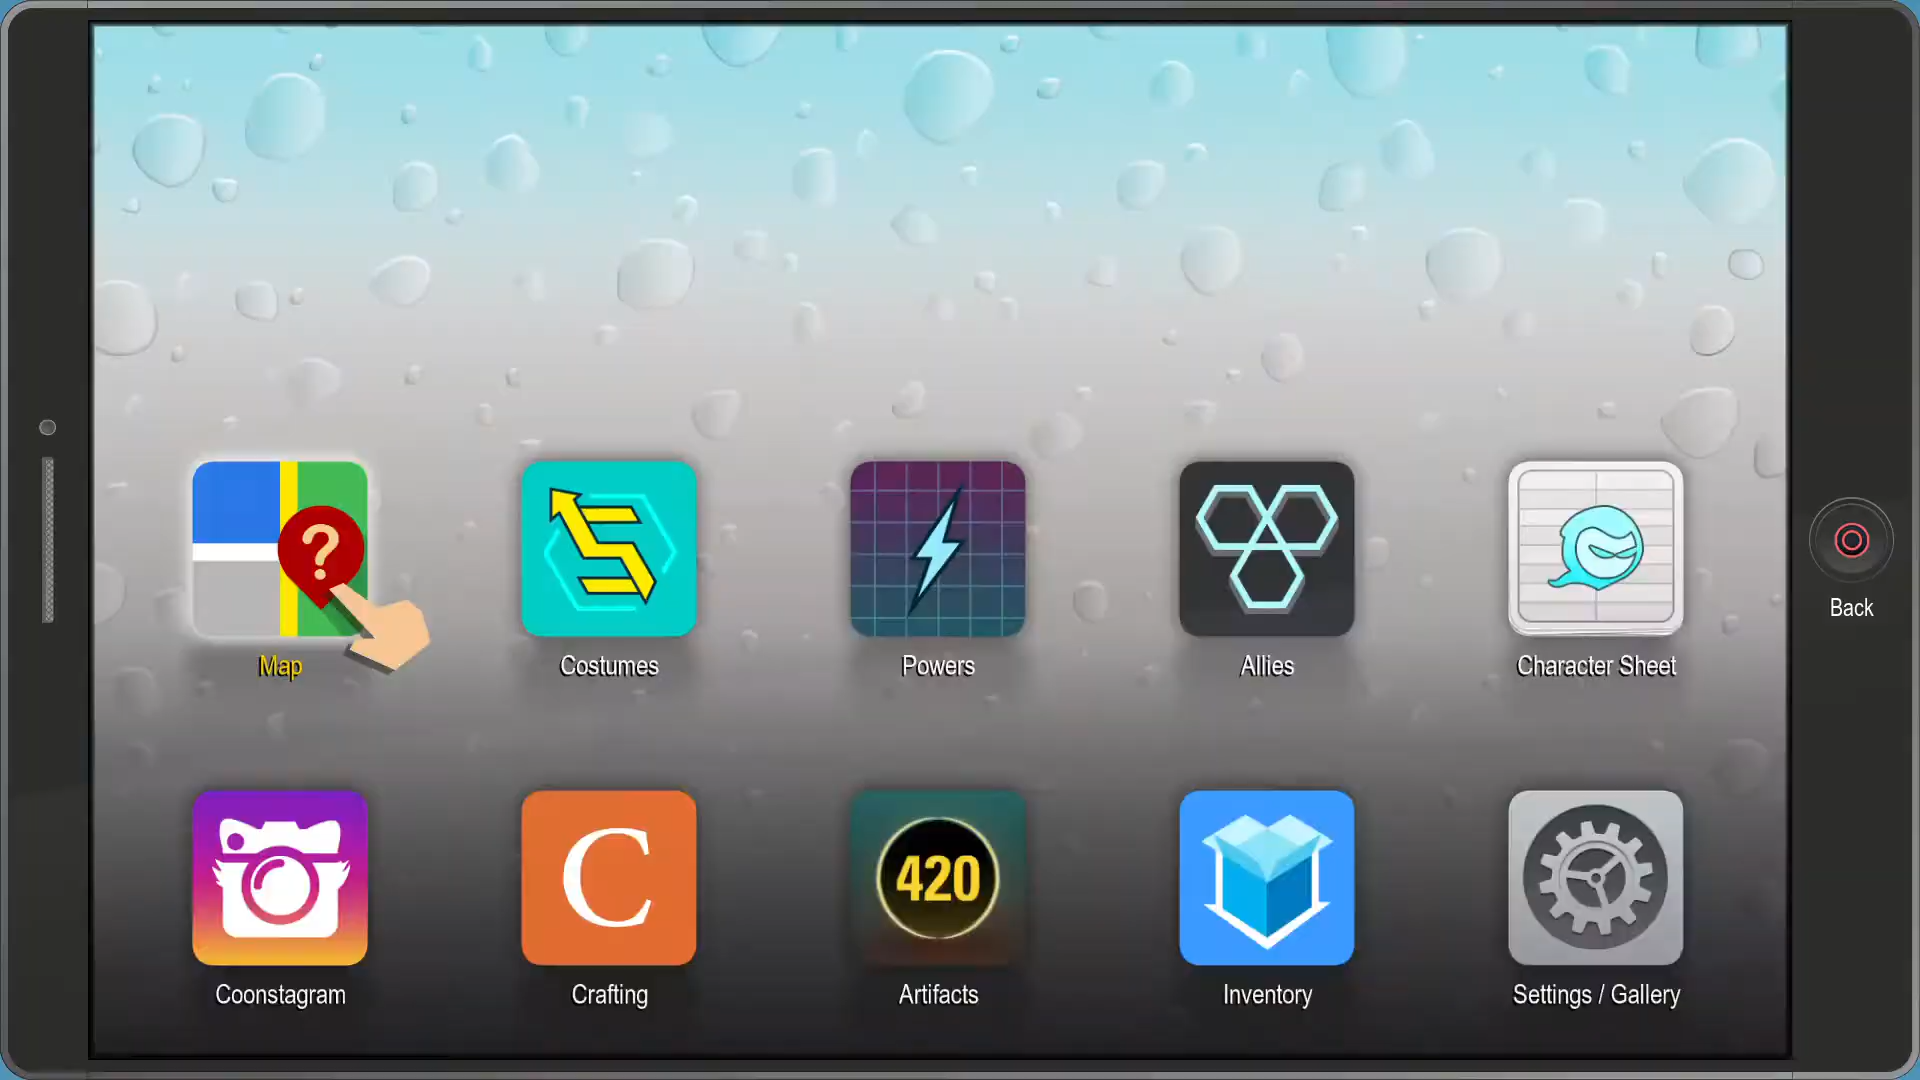 ?
Map
Costumes
Powers
Allies
Character Sheet
Back
Coonstagram
C
Crafting
420
Artifacts
Inventory
Settings / Gallery